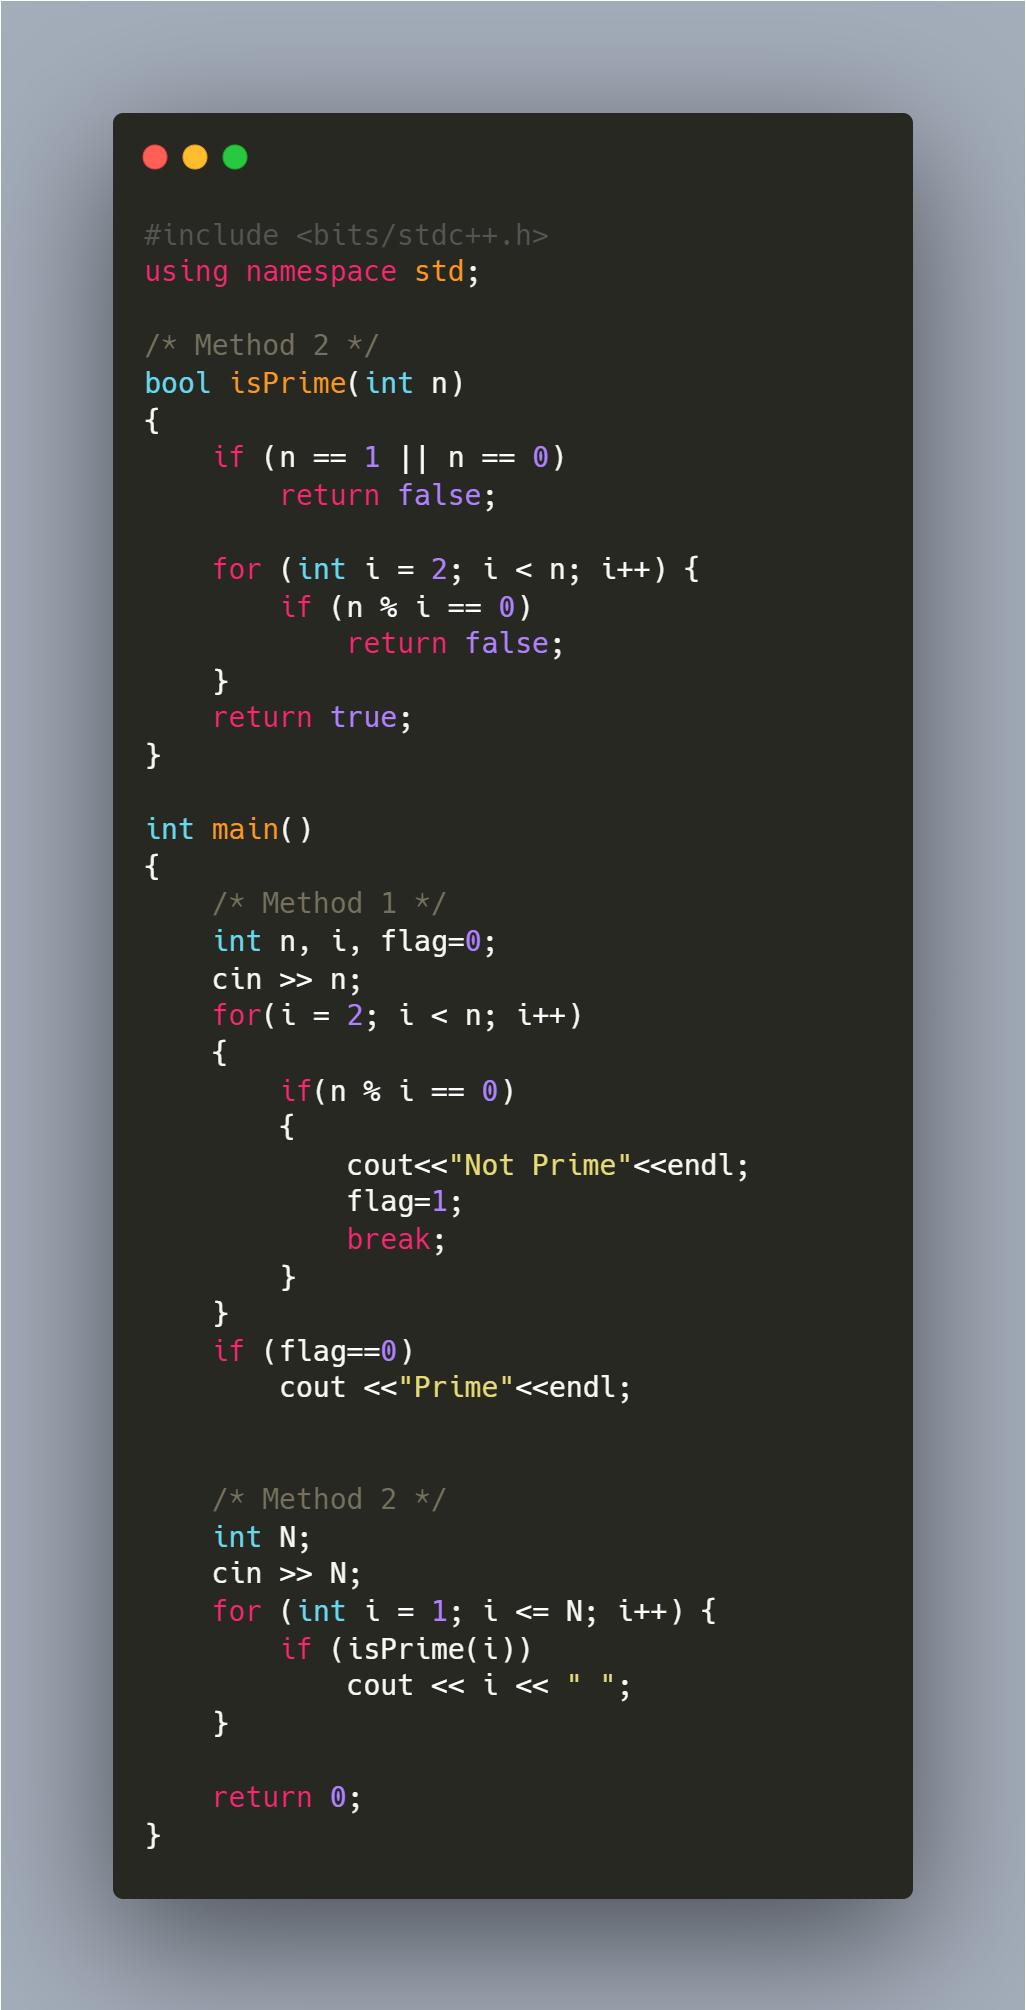 #include <bits/stdc++.h>
using namespace std;

/* Method 2 */
bool isPrime(int n)
{
    if (n == 1 || n == 0)
        return false;

    for (int i = 2; i < n; i++) {
        if (n % i == 0)
            return false;
    }
    return true;
}

int main()
{
    /* Method 1 */
    int n, i, flag=0;
    cin >> n;
    for(i = 2; i < n; i++)
    {
        if(n % i == 0)
        {
            cout<<"Not Prime"<<endl;
            flag=1;
            break;
        }
    }
    if (flag==0)
        cout <<"Prime"<<endl;


    /* Method 2 */
    int N;
    cin >> N;
    for (int i = 1; i <= N; i++) {
        if (isPrime(i))
            cout << i << " ";
    }

    return 0;
}